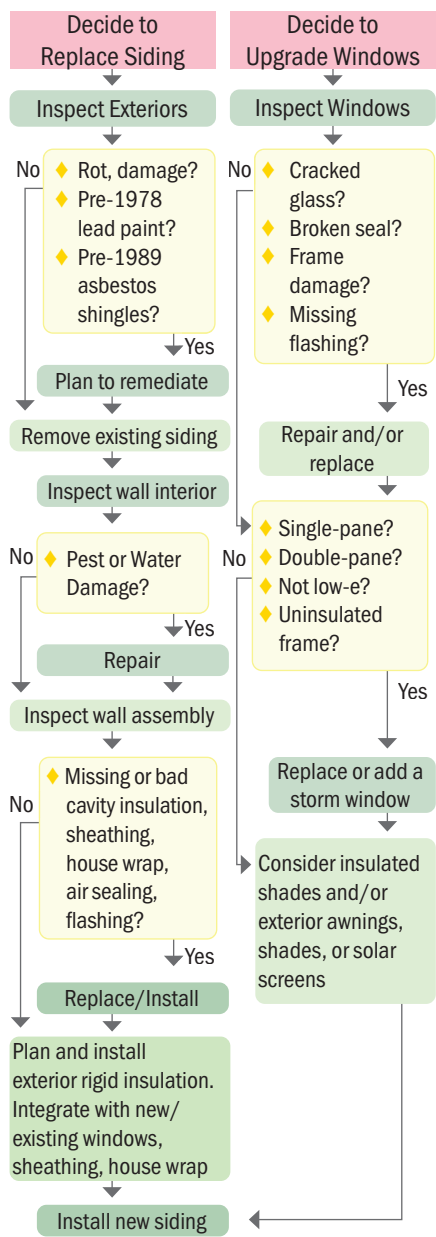 Decide to
Replace Siding
Inspect Exteriors
No
Rot, damage?
Pre-1978
lead paint?
Pre-1989
asbestos
shingles?
Yes
Plan to remediate
Remove existing siding
Inspect wall interior
No
Pest or Water
Damage?
Yes
Repair
Inspect wall assembly
No
Missing or bad
cavity insulation,
sheathing,
house wrap,
air sealing,
flashing?
Yes
Replace/Install
Plan and install
exterior rigid insulation.
Integrate with new/
existing windows,
sheathing, house wrap
Install new siding
Decide to
Upgrade Windows
Inspect Windows
No
Cracked
glass?
Broken seal?
Frame
damage?
Missing
flashing?
Yes
Repair and/or
replace
No
Single-pane?
Double-pane?
Not low-e?
Uninsulated
frame?
Yes
Replace or add a
storm window
Consider insulated
shades and/or
exterior awnings,
shades, or solar
screens